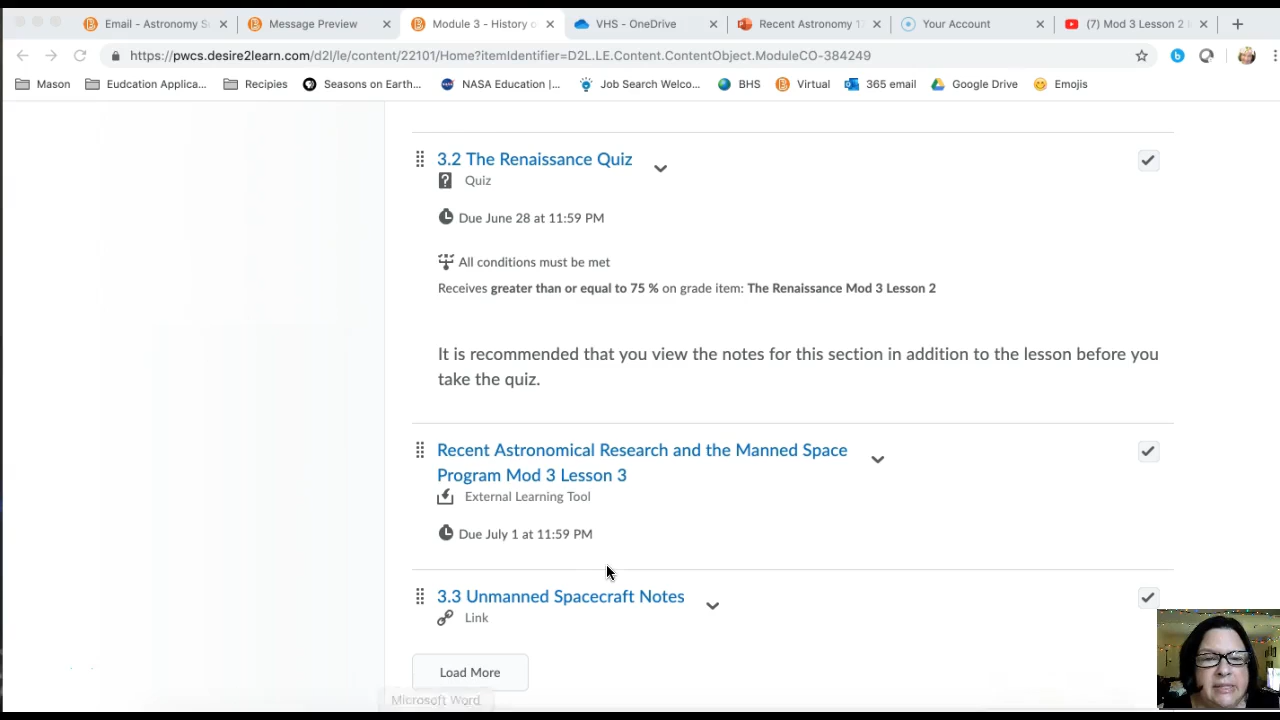 Email - Astronomy S
Message Preview
Module 3 - History o
VHS - OneDrive
Recent Astronomy 1
Your Account
(7) Mod 3 Lesson 2
https://pwcs.desire2learn.com/d2l/le/content/22101/Home?itemIdentifier=D2L.LE.Content.ContentObject.ModuleCO-384249
Mason
Eudcation Applica...
Recipies
Seasons on Earth...
NASA Education |...
Job Search Welco...
BHS
Virtual
365 email
Google Drive
Emojis
3.2 The Renaissance Quiz
Quiz
Due June 28 at 11:59 PM
All conditions must be met
Receives greater than or equal to 75 % on grade item: The Renaissance Mod 3 Lesson 2
It is recommended that you view the notes for this section in addition to the lesson before you
take the quiz.
Recent Astronomical Research and the Manned Space
Program Mod 3 Lesson 3
External Learning Tool
Due July 1 at 11:59 PM
3.3 Unmanned Spacecraft Notes
Link
Load More
Microsoft Word